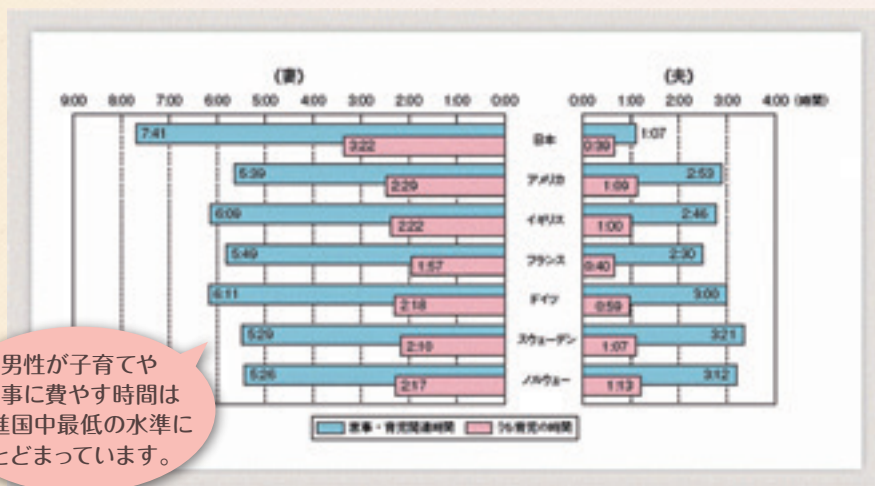 (妻)
(夫)
9:00 8:00 7:00 6:00 5:00 4:00 3:00 2:00 1:00 0:00
0:00 1:00 2:00 3:00 4:00 (時間)
7:41
3:22
日本
1:07
0:39
5:39
2:29
アメリカ
2:53
1:09
6:09
2:22
イギリス
2:46
1:00
5:49
1:57
フランス
2:30
0:40
6:11
2:18
ドイツ
3:00
0:59
5:29
2:10
スウェーデン
3:21
1:07
5:26
2:17
ノルウェー
3:12
1:13
家事・育児関連時間 うち育児の時間
男性が子育てや
事に費やす時間は
進国中最低の水準に
とどまっています。